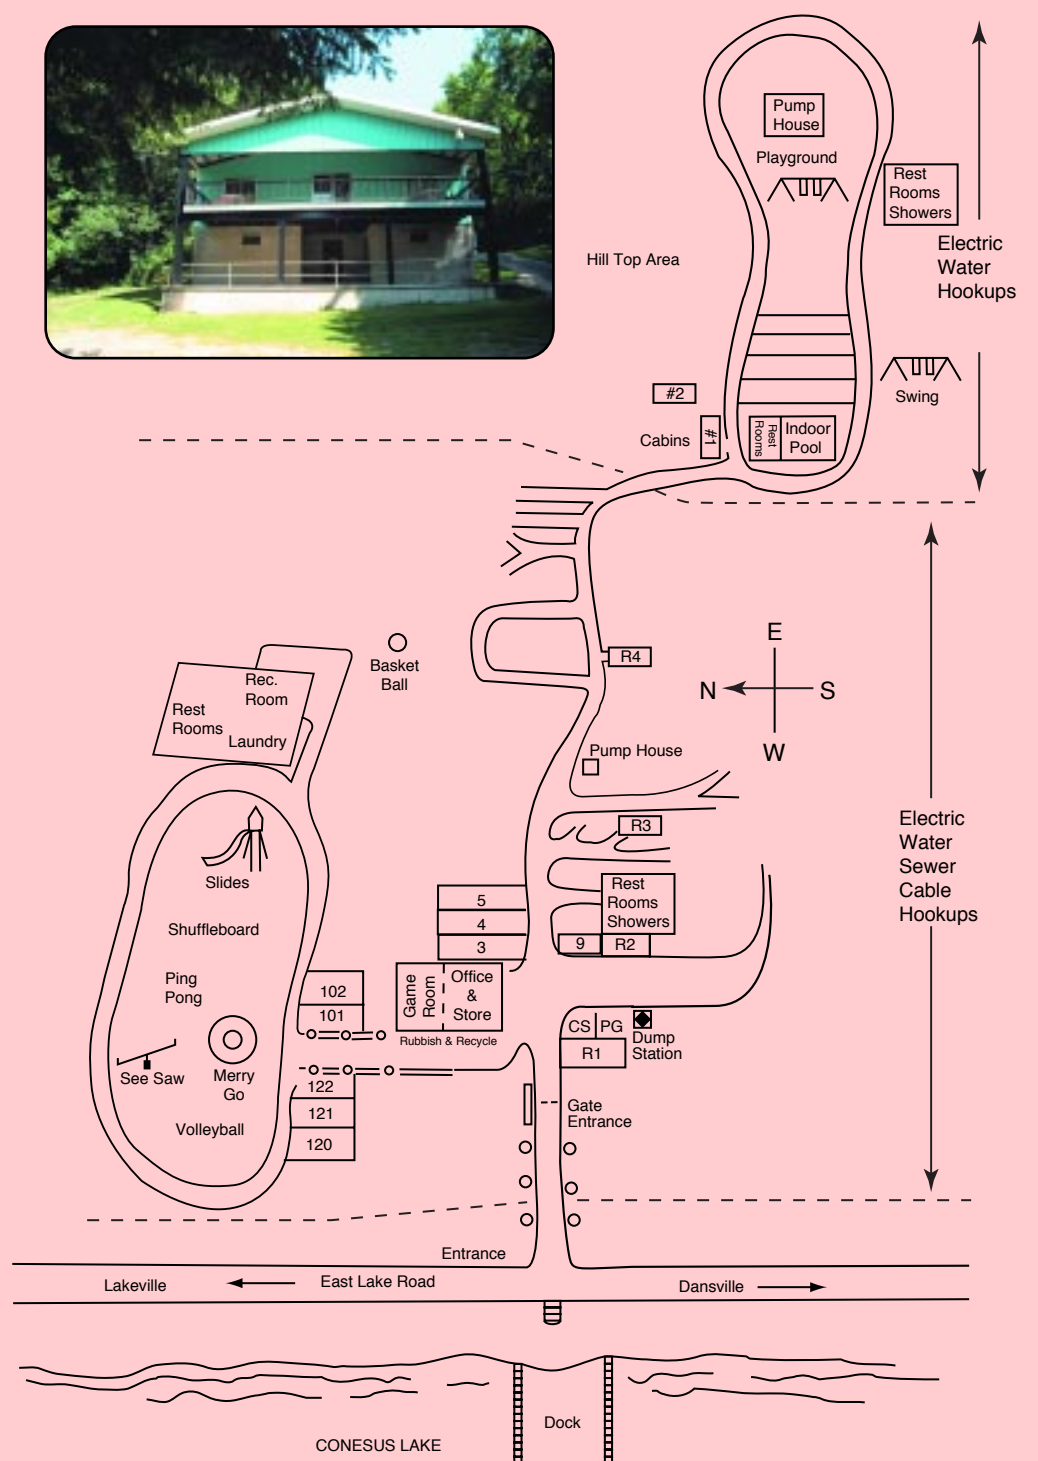 Pump
House
Playground
Rest
Rooms
Showers
Electric
Water
Hookups
Hill Top Area
Swing
#2
Cabins
#1
Rest
Rooms
Indoor
Pool
E
N
S
W
R4
Basket
Ball
Rec.
Room
Rest
Rooms
Laundry
Pump House
R3
Electric
Water
Sewer
Cable
Hookups
Slides
Shuffleboard
Ping
Pong
See Saw
Merry
Go
Volleyball
5
4
3
Rest
Rooms
Showers
9
R2
102
101
Game
Room
Office
&
Store
Rubbish & Recycle
CS
PG
R1
Dump
Station
122
121
120
Gate
Entrance
Entrance
Lakeville
East Lake Road
Dansville
Dock
CONESUS LAKE